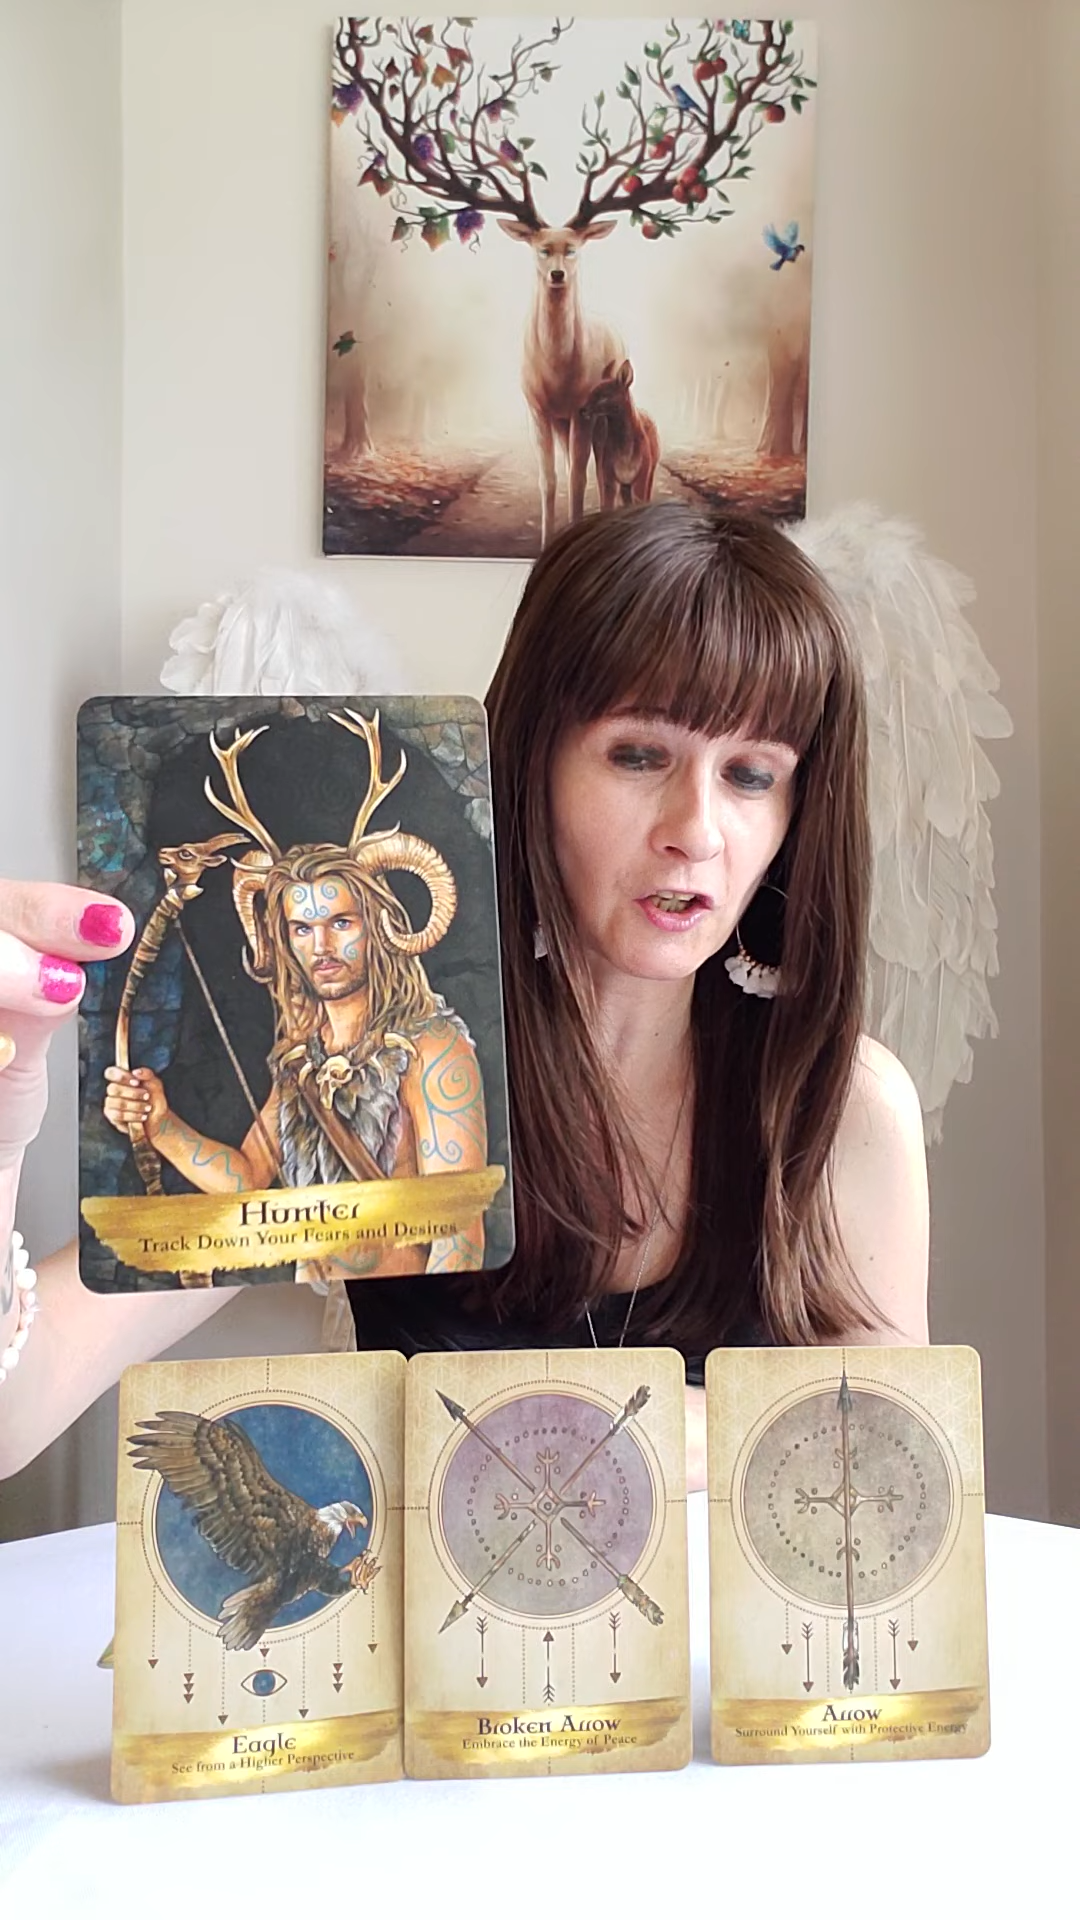 Hunter
Track Down Your Fears and Desires
Eagle
See from a Higher Perspective
Broken Arrow
Embrace the Energy of Peace
Arrow
Surround Yourself with Protective Energy